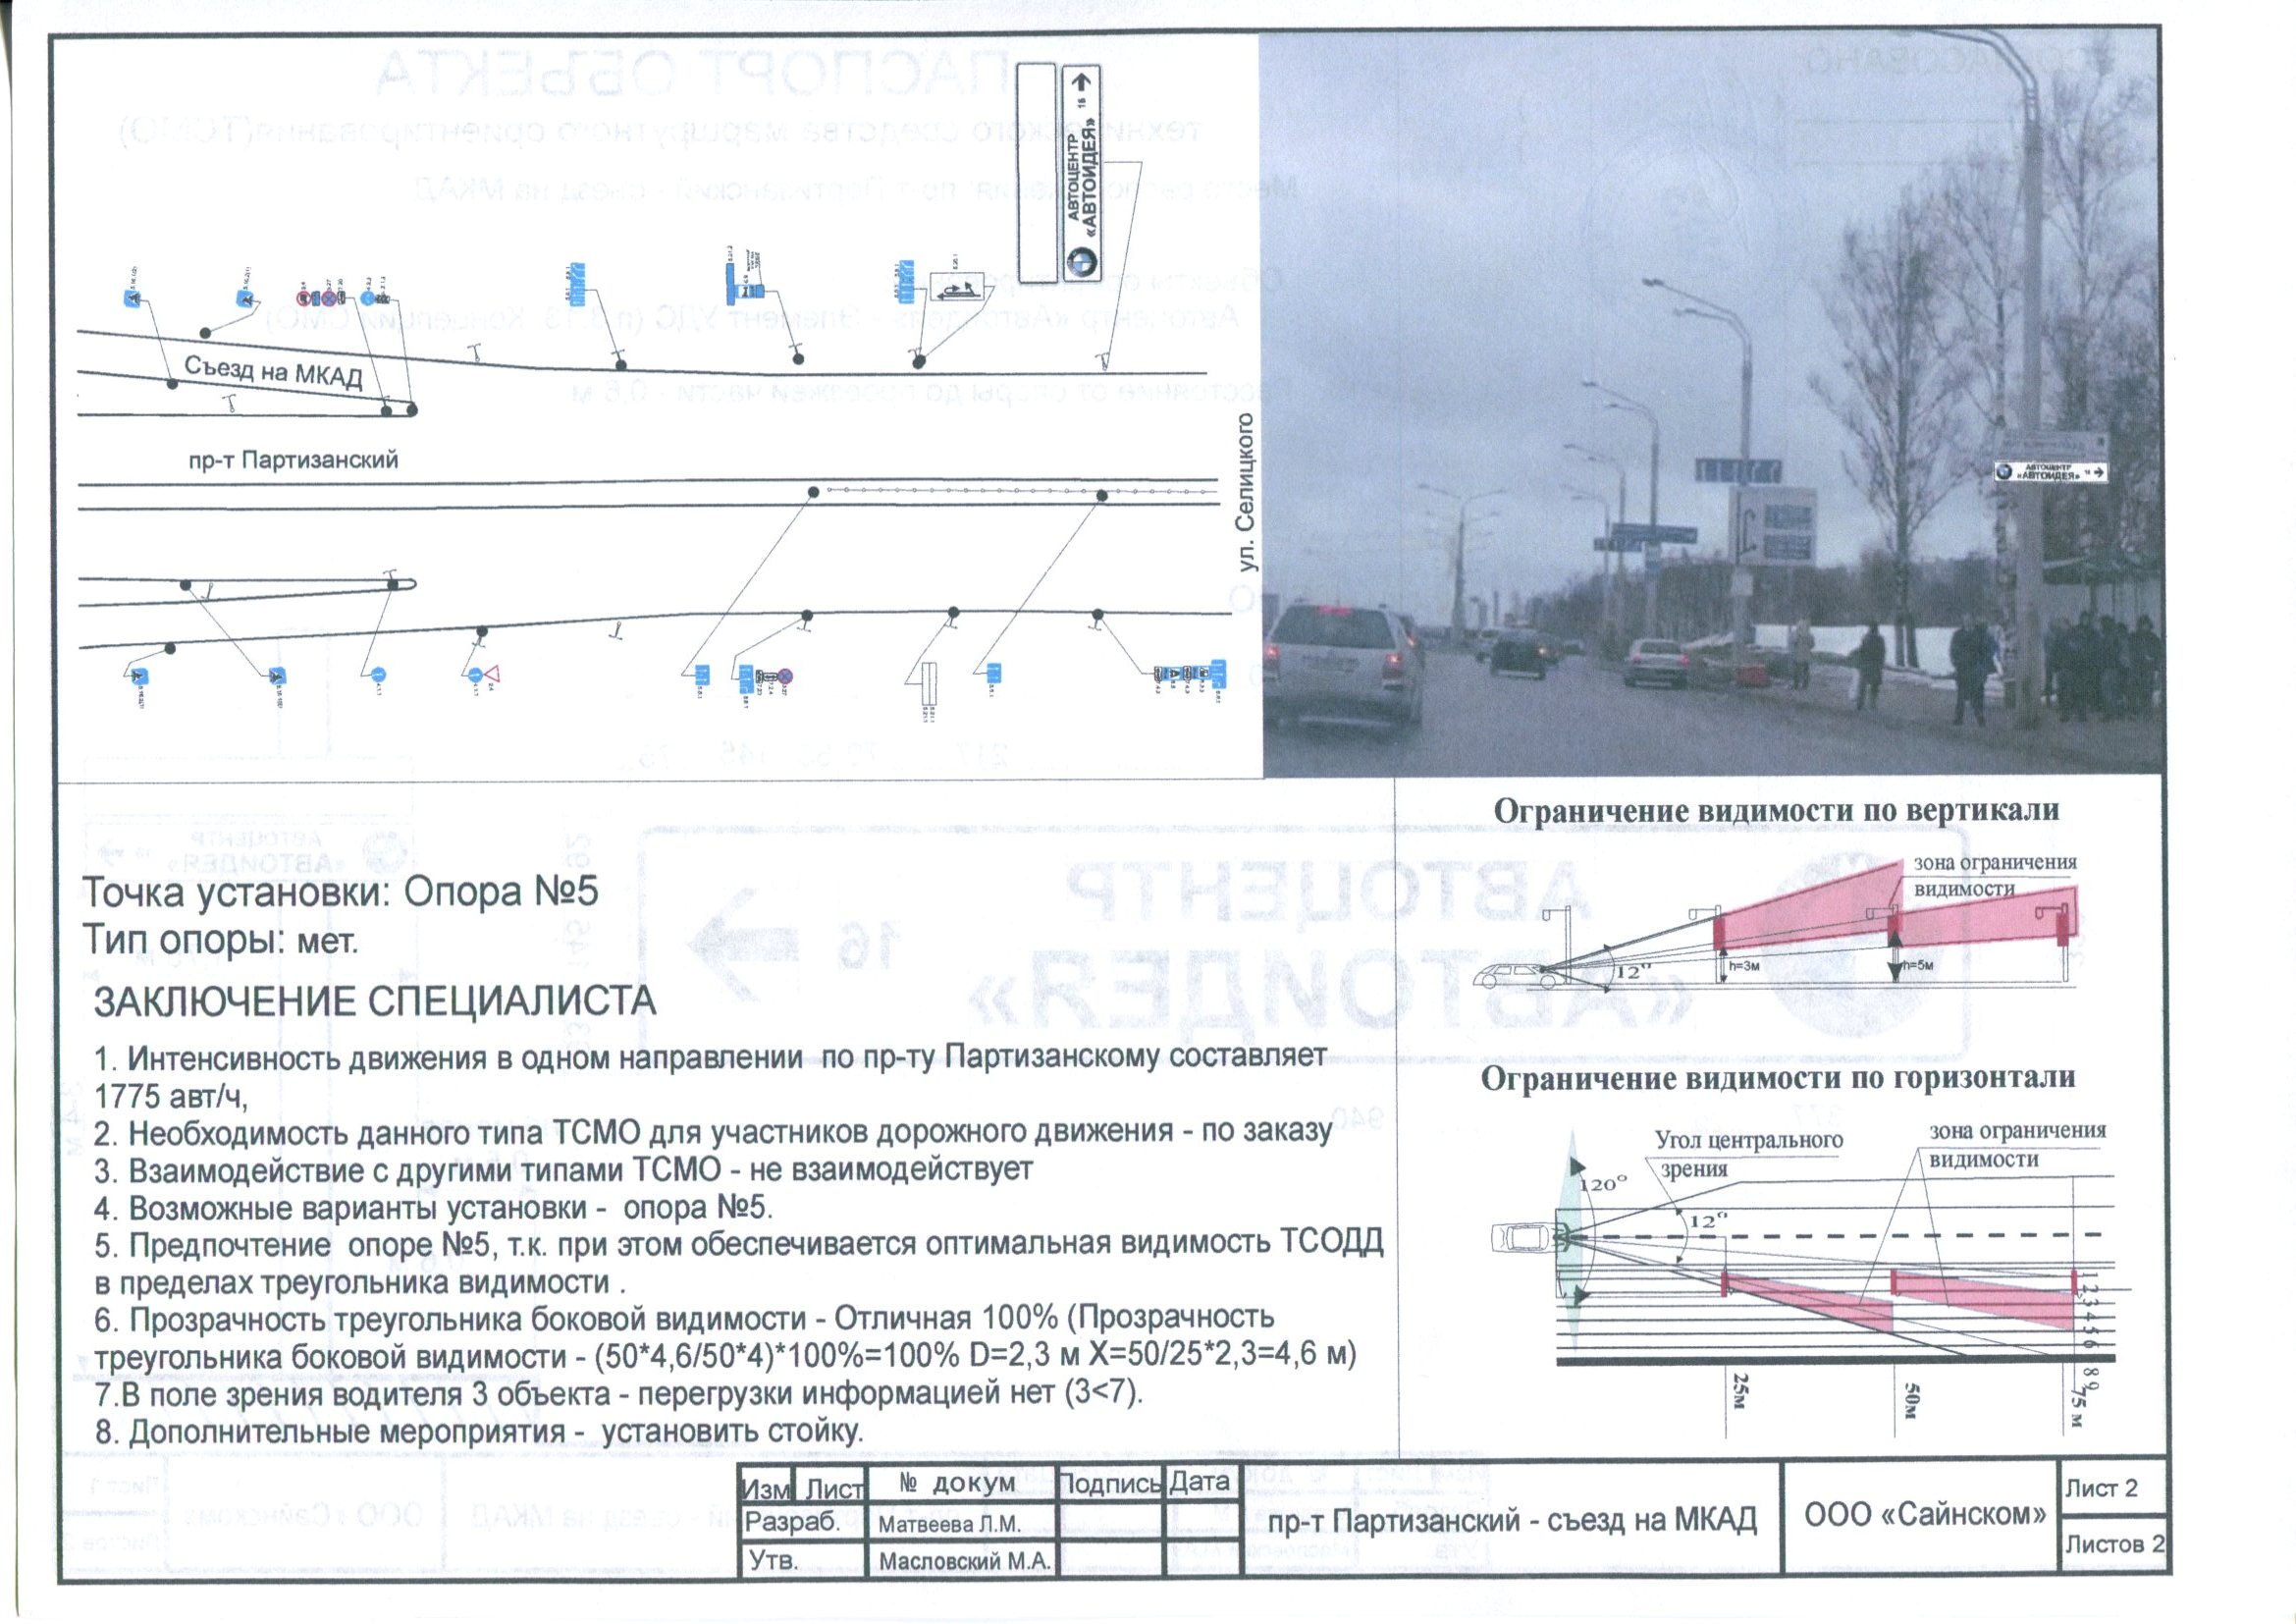 АВТОЦЕНТР
«АВТОИДЕЯ»
16
Съезд на МКАД
пр-т Партизанский
ул. Селицкого
АВТОЦЕНТР
«АВТОИДЕЯ»
16
Точка установки: Опора №5
Тип опоры: мет.
ЗАКЛЮЧЕНИЕ СПЕЦИАЛИСТА
1. Интенсивность движения в одном направлении по пр-ту Партизанскому составляет
1775 авт/ч,
2. Необходимость данного типа ТСМО для участников дорожного движения - по заказу
3. Взаимодействие с другими типами ТСМО - не взаимодействует
4. Возможные варианты установки - опора №5.
5. Предпочтение опоре №5, т.к. при этом обеспечивается оптимальная видимость ТСОДД
в пределах треугольника видимости .
6. Прозрачность треугольника боковой видимости - Отличная 100% (Прозрачность
треугольника боковой видимости - (50*4,6/50*4)*100%=100% D=2,3 м X=50/25*2,3=4,6 м)
7.В поле зрения водителя 3 объекта - перегрузки информацией нет (3<7).
8. Дополнительные мероприятия - установить стойку.
Ограничение видимости по вертикали
зона ограничения
видимости
12°
h=3м
h=5м
Ограничение видимости по горизонтали
Угол центрального
зрения
зона ограничения
видимости
120°
12°
1 2 3 4 5 6 8 9
25м
50м
75 м
Изм Лист № докум Подпись Дата
Разраб. Матвеева Л.М.
Утв. Масловский М.А.
пр-т Партизанский - съезд на МКАД
ООО «Сайнском»
Лист 2
Листов 2